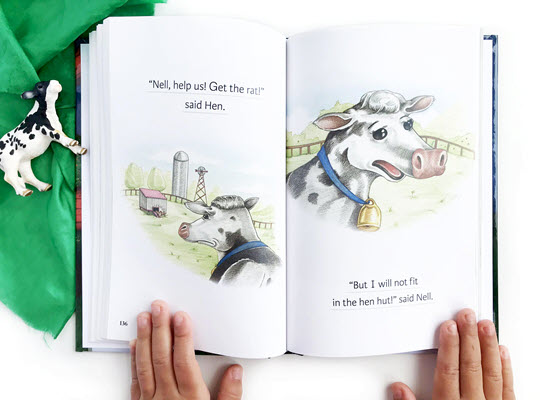 “Nell, help us! Get the rat!”
said Hen.
136
“But I will not fit
in the hen hut!” said Nell.